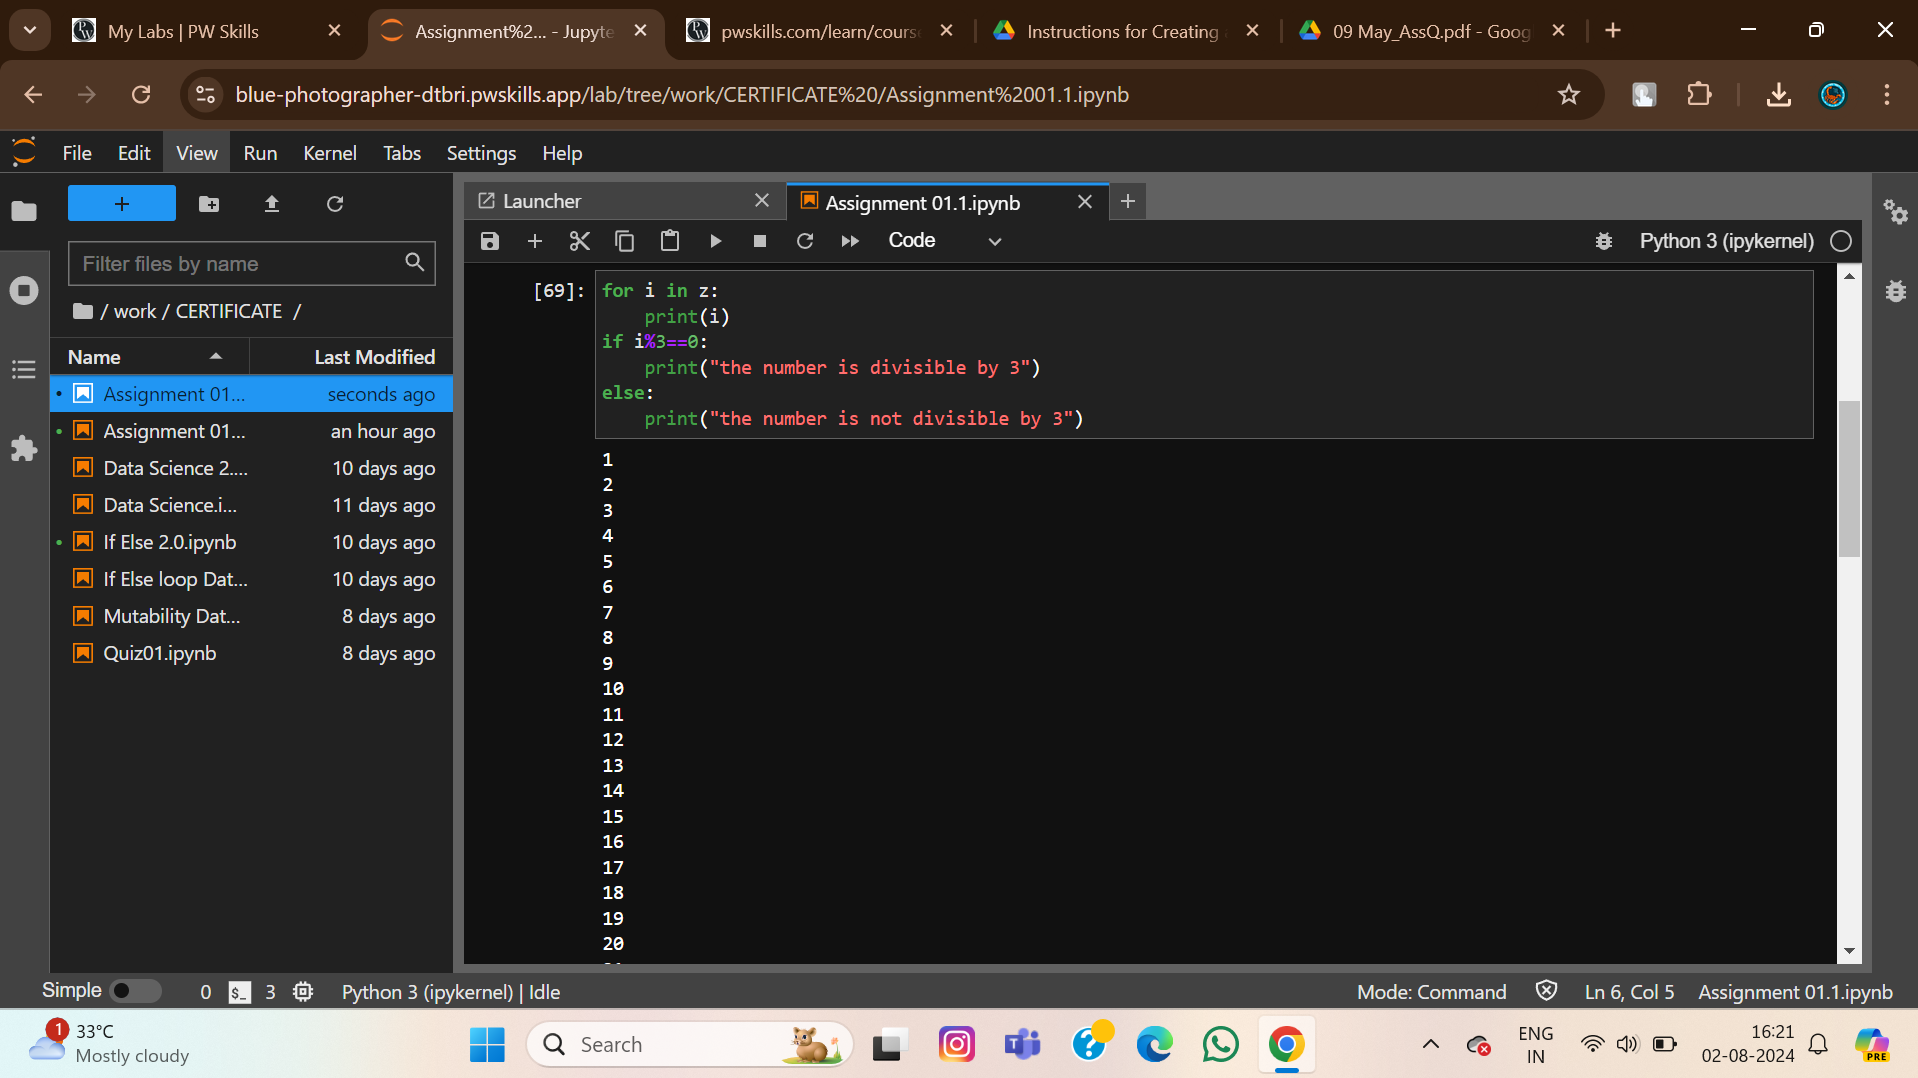 My Labs | PW Skills
Assignment%2... - Jupyte
pwskills.com/learn/cours
Instructions for Creating
09 May_AssQ.pdf - Goog
blue-photographer-dtbri.pwskills.app/lab/tree/work/CERTIFICATE%20/Assignment%2001.1.ipynb
File Edit View Run Kernel Tabs Settings Help
Launcher
Assignment 01.1.ipynb
Code
Python 3 (ipykernel)
Filter files by name
/ work / CERTIFICATE /
Name Last Modified
Assignment 01... seconds ago
Assignment 01... an hour ago
Data Science 2.... 10 days ago
Data Science.i... 11 days ago
If Else 2.0.ipynb 10 days ago
If Else loop Dat... 10 days ago
Mutability Dat... 8 days ago
Quiz01.ipynb 8 days ago
[69]: for i in z:
print(i)
if i%3==0:
print("the number is divisible by 3")
else:
print("the number is not divisible by 3")
1
2
3
4
5
6
7
8
9
10
11
12
13
14
15
16
17
18
19
20
Simple 0 $_ 3 Python 3 (ipykernel) | Idle
Mode: Command Ln 6, Col 5 Assignment 01.1.ipynb
1
33°C
Mostly cloudy
Search
ENG
IN
16:21
02-08-2024
PRE